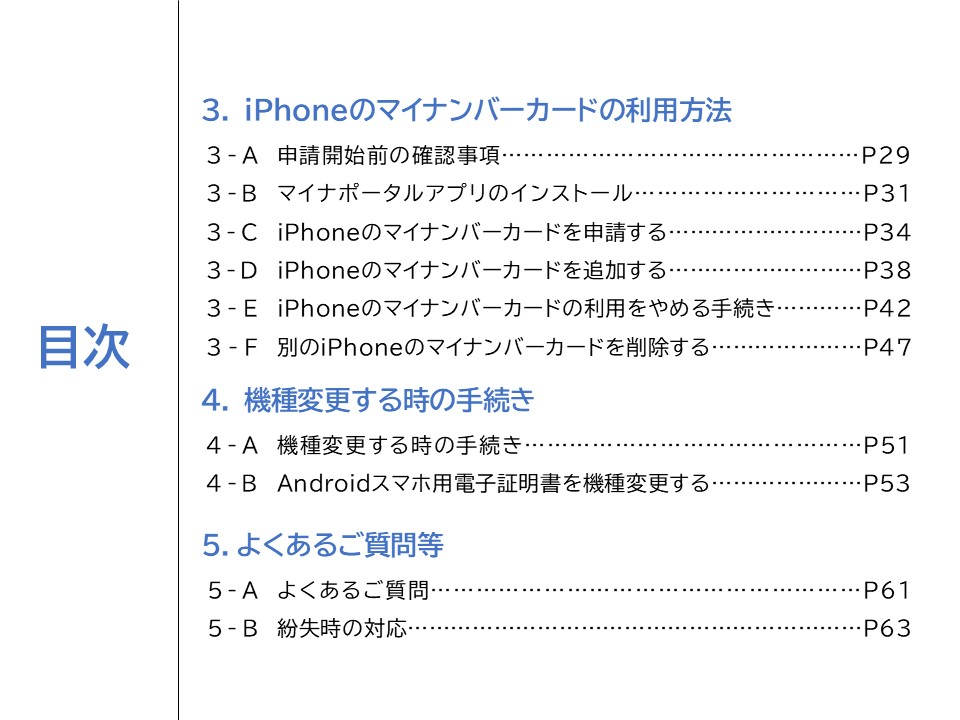 目次
3. iPhoneのマイナンバーカードの利用方法
3-A 申請開始前の確認事項…………………………………………P29
3-B マイナポータルアプリのインストール…………………………P31
3-C iPhoneのマイナンバーカードを申請する………………………P34
3-D iPhoneのマイナンバーカードを追加する………………………P38
3-E iPhoneのマイナンバーカードの利用をやめる手続き…………P42
3-F 別のiPhoneのマイナンバーカードを削除する…………………P47
4. 機種変更する時の手続き
4-A 機種変更する時の手続き………………………………………P51
4-B Androidスマホ用電子証明書を機種変更する…………………P53
5. よくあるご質問等
5-A よくあるご質問…………………………………………………P61
5-B 紛失時の対応……………………………………………………P63